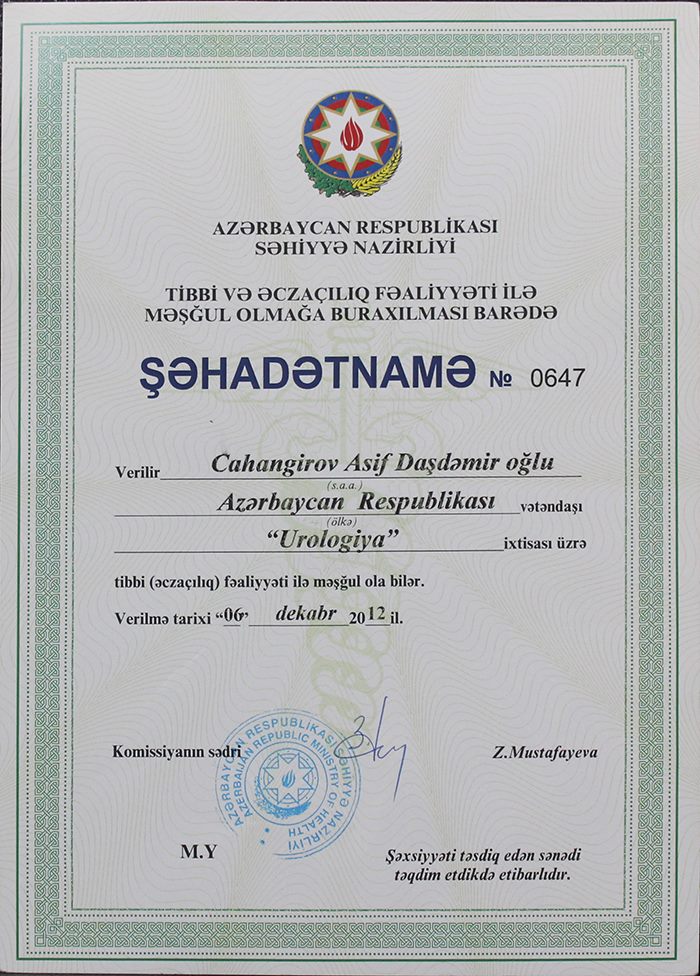 AZƏRBAYCAN RESPUBLİKASI
SƏHİYYƏ NAZİRLİYİ
TİBBİ VƏ ƏCZAÇILIQ FƏALİYYƏTİ İLƏ
MƏŞĞUL OLMAĞA BURAXILMASI BARƏDƏ
ŞƏHADƏTNAMƏ № 0647
Verilir Cahangirov Asif Daşdəmir oğlu
(s.a.a.)
Azərbaycan Respublikası vətəndaşı
(ölkə)
“Urologiya” ixtisası üzrə
tibbi (əczaçılıq) fəaliyyəti ilə məşğul ola bilər.
Verilmə tarixi “06” dekabr 2012 il.
AZƏRBAYCAN RESPUBLİKASI SƏHİYYƏ NAZİRLİYİ
AZERBAIJAN REPUBLIC MINISTRY OF HEALTH
Komissiyanın sədri Z.Mustafayeva
M.Y
Şəxsiyyəti təsdiq edən sənədi
təqdim etdikdə etibarlıdır.